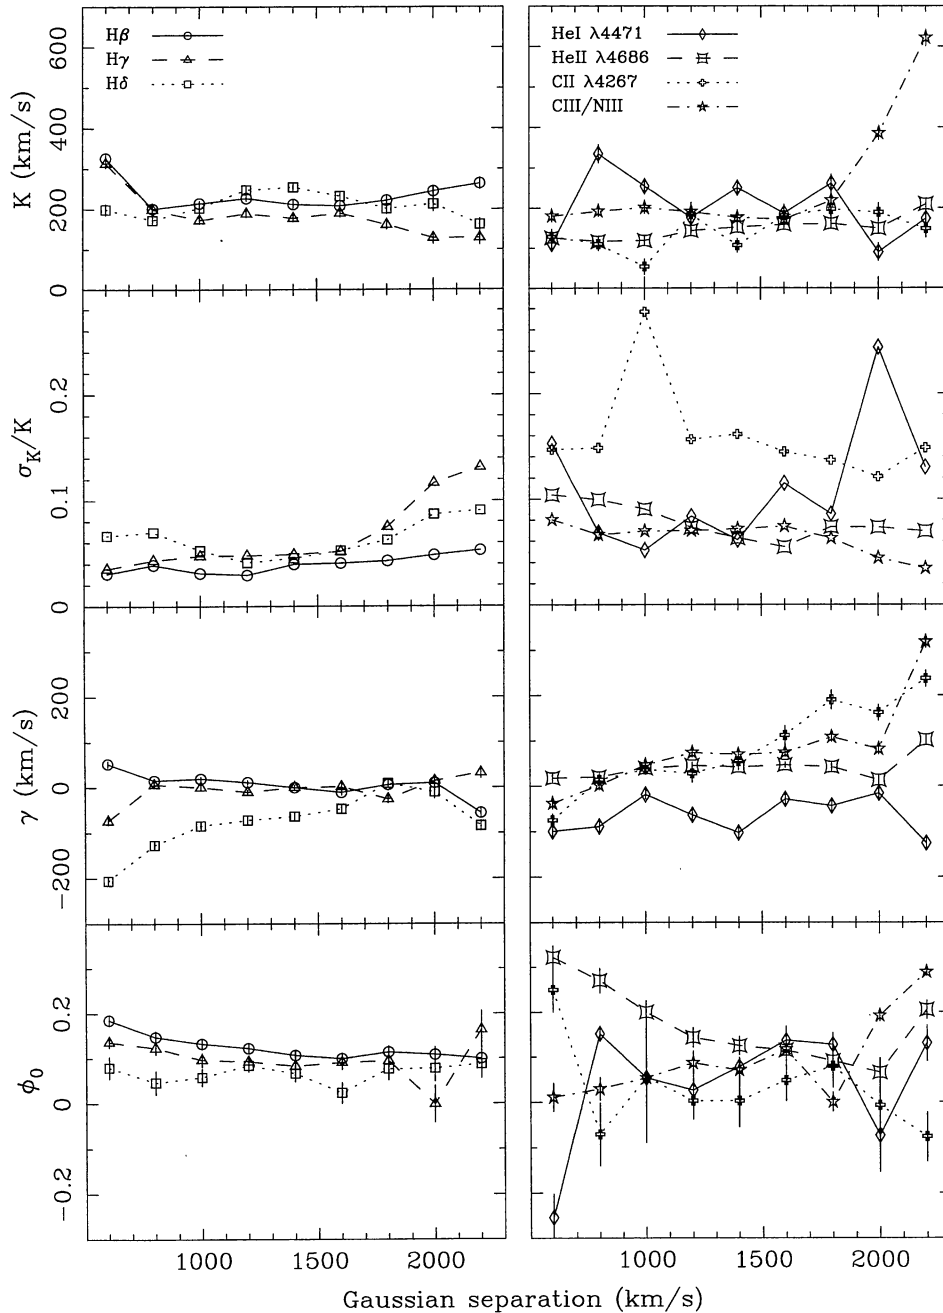 Hβ
Hγ
Hδ
HeI λ4471
HeII λ4686
CII λ4267
CIII/NIII
K (km/s)
600
400
200
0
σ_K/K
0.2
0.1
0
γ (km/s)
200
0
−200
ϕ₀
0.2
0
−0.2
1000 1500 2000
1000 1500 2000
Gaussian separation (km/s)